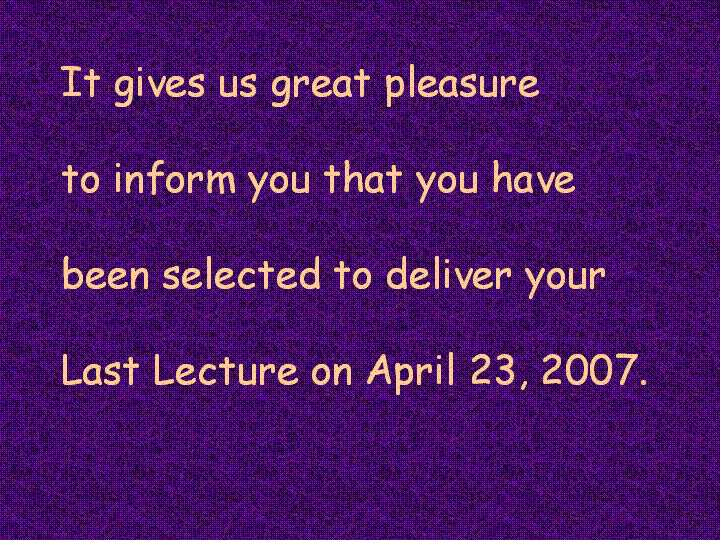 It gives us great pleasure
to inform you that you have
been selected to deliver your
Last Lecture on April 23, 2007.